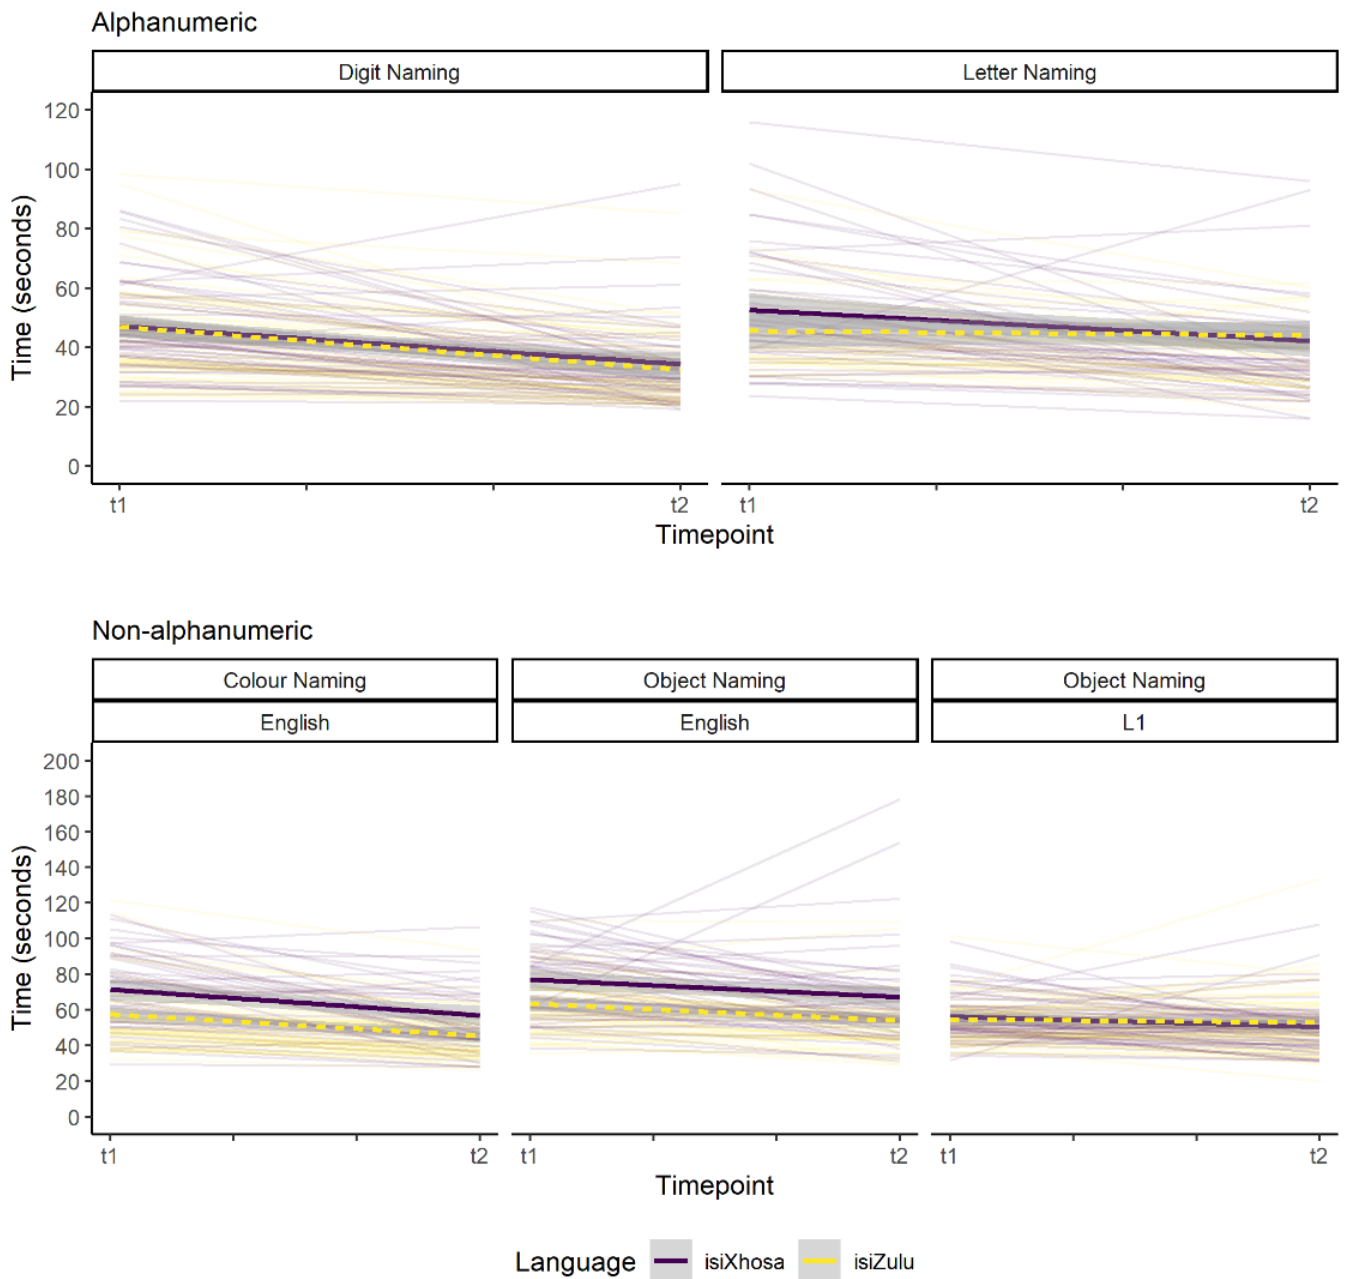 Alphanumeric
Digit Naming
Letter Naming
Time (seconds)
120
100
80
60
40
20
0
t1
t2
t1
t2
Timepoint
Non-alphanumeric
Colour Naming
Object Naming
Object Naming
English
English
L1
Time (seconds)
200
180
160
140
120
100
80
60
40
20
0
t1
t2
t1
t2
t1
t2
Timepoint
Language isiXhosa isiZulu